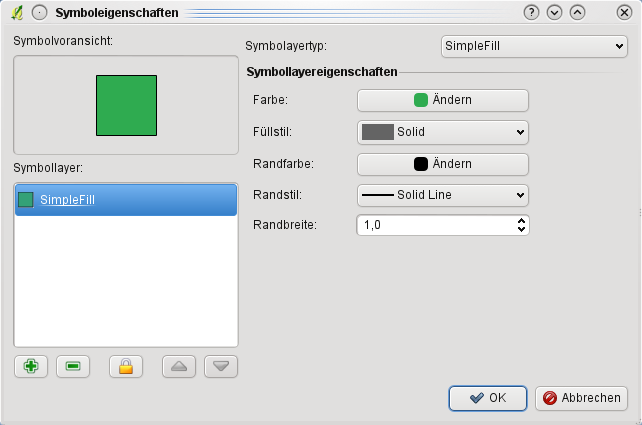 Symboleigenschaften
Symbolvoransicht:
Symbolayertyp:
SimpleFill
Symbollayereigenschaften
Farbe:
Ändern
Füllstil:
Solid
Randfarbe:
Ändern
Randstil:
Solid Line
Randbreite:
1,0
Symbollayer:
SimpleFill
OK
Abbrechen